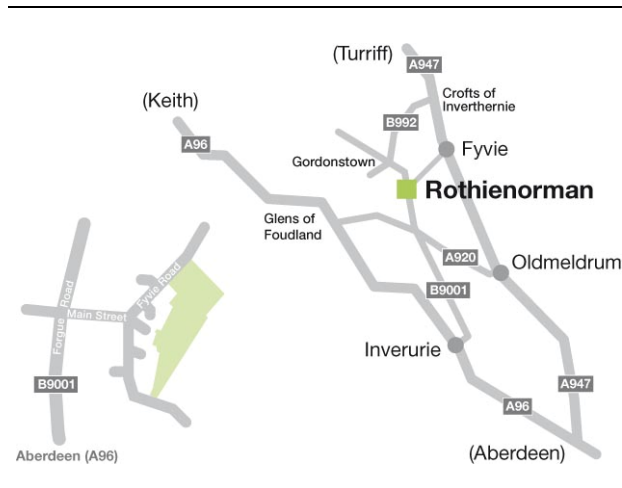 (Turriff)
A947
Crofts of
Inverthernie
(Keith)
B992
A96
Fyvie
Gordonstown
Rothienorman
Glens of
Foudland
A920
Oldmeldrum
B9001
Fyvie Road
Forgue Road
Main Street
Inverurie
B9001
A947
A96
Aberdeen (A96)
(Aberdeen)